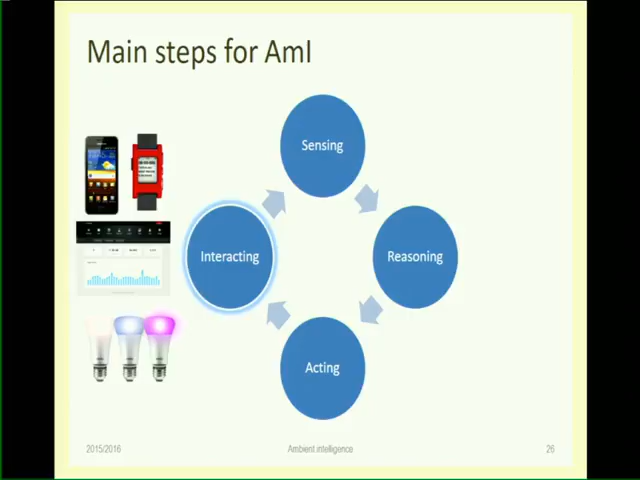 Main steps for AmI
Sensing
Interacting
Reasoning
Acting
2015/2016
Ambient intelligence
26